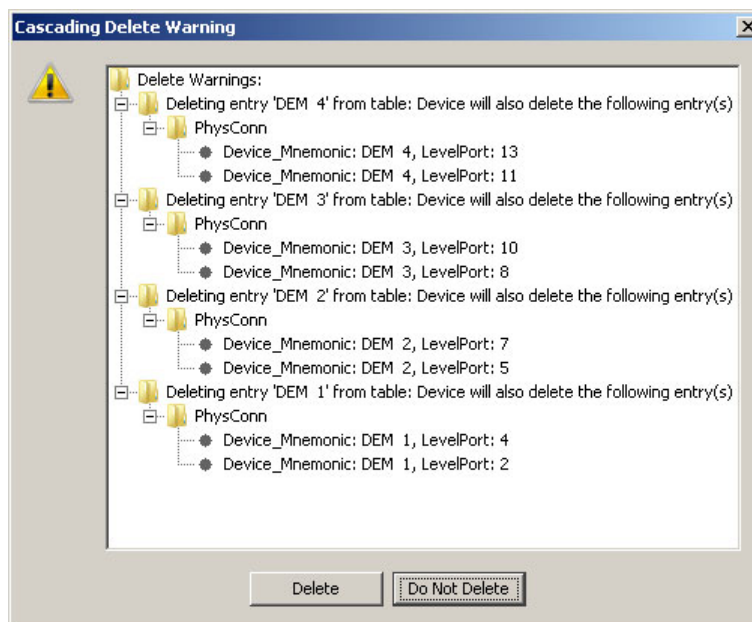 Cascading Delete Warning
Delete Warnings:
Deleting entry 'DEM 4' from table: Device will also delete the following entry(s)
PhysConn
Device_Mnemonic: DEM 4, LevelPort: 13
Device_Mnemonic: DEM 4, LevelPort: 11
Deleting entry 'DEM 3' from table: Device will also delete the following entry(s)
PhysConn
Device_Mnemonic: DEM 3, LevelPort: 10
Device_Mnemonic: DEM 3, LevelPort: 8
Deleting entry 'DEM 2' from table: Device will also delete the following entry(s)
PhysConn
Device_Mnemonic: DEM 2, LevelPort: 7
Device_Mnemonic: DEM 2, LevelPort: 5
Deleting entry 'DEM 1' from table: Device will also delete the following entry(s)
PhysConn
Device_Mnemonic: DEM 1, LevelPort: 4
Device_Mnemonic: DEM 1, LevelPort: 2
Delete
Do Not Delete